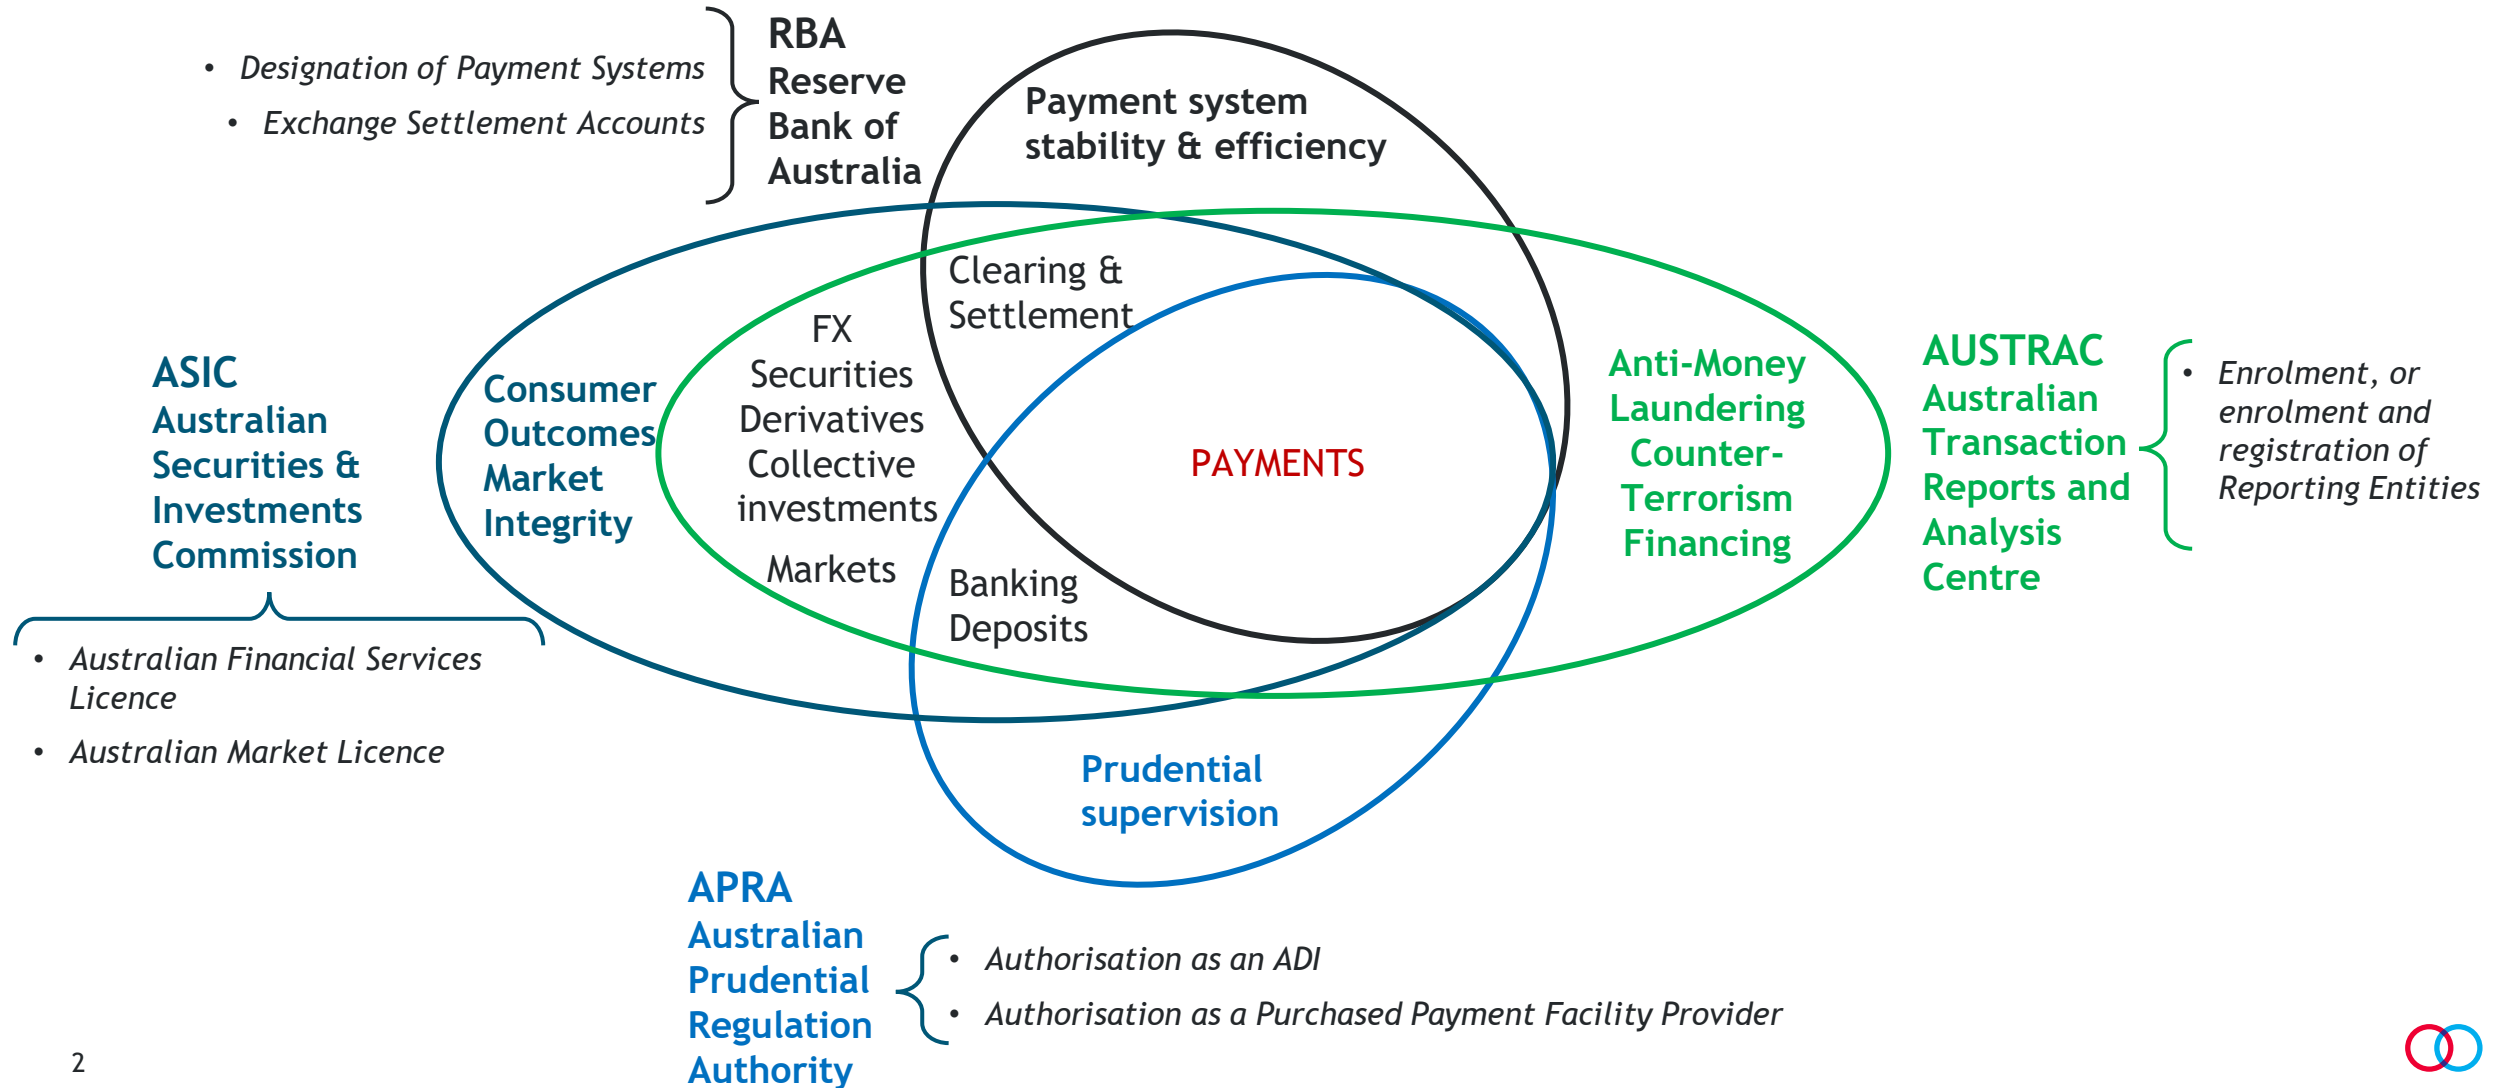 RBA
Reserve
Bank of
Australia
• Designation of Payment Systems
• Exchange Settlement Accounts
Payment system
stability & efficiency
Clearing &
Settlement
FX
Securities
Derivatives
Collective
investments
Markets
ASIC
Australian
Securities &
Investments
Commission
Consumer
Outcomes
Market
Integrity
PAYMENTS
Anti-Money
Laundering
Counter-
Terrorism
Financing
AUSTRAC
Australian
Transaction
Reports and
Analysis
Centre
• Enrolment, or
enrolment and
registration of
Reporting Entities
Banking
Deposits
• Australian Financial Services
Licence
• Australian Market Licence
Prudential
supervision
APRA
Australian
Prudential
Regulation
Authority
• Authorisation as an ADI
• Authorisation as a Purchased Payment Facility Provider
2